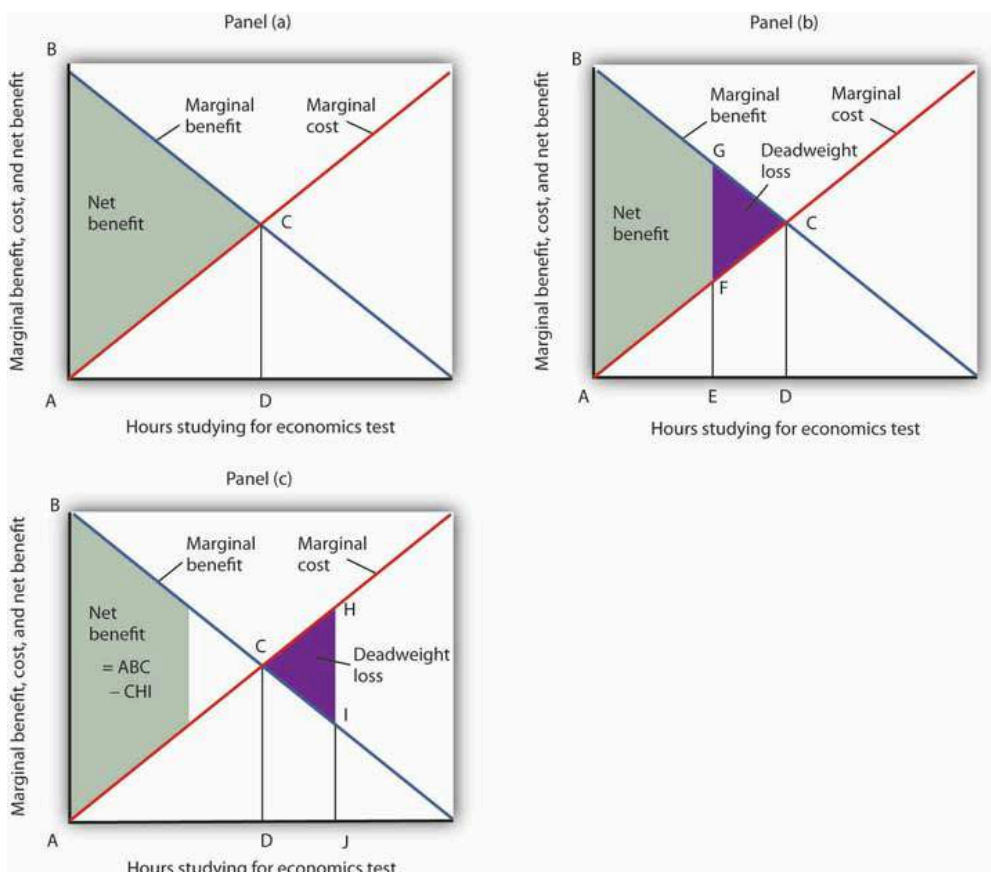 Panel (a)
B
Marginal benefit, cost, and net benefit
Marginal
benefit
Marginal
cost
Net
benefit
C
A
D
Hours studying for economics test
Panel (b)
B
Marginal benefit, cost, and net benefit
Marginal
benefit
Marginal
cost
G
Deadweight
loss
Net
benefit
C
F
A
E
D
Hours studying for economics test
Panel (c)
B
Marginal benefit, cost, and net benefit
Marginal
benefit
Marginal
cost
Net
benefit
= ABC
– CHI
H
C
Deadweight
loss
I
A
D
J
Hours studying for economics test